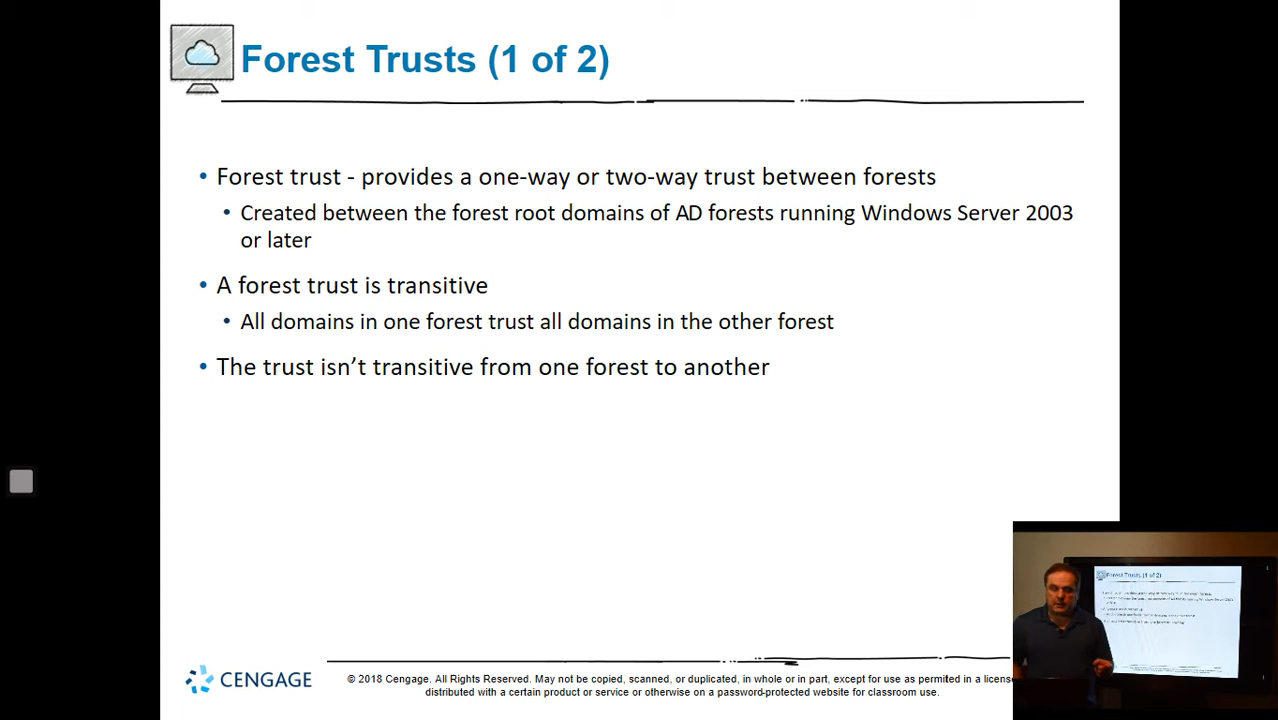 Forest Trusts (1 of 2)
• Forest trust - provides a one-way or two-way trust between forests
• Created between the forest root domains of AD forests running Windows Server 2003
or later
• A forest trust is transitive
• All domains in one forest trust all domains in the other forest
• The trust isn’t transitive from one forest to another
CENGAGE
© 2018 Cengage. All Rights Reserved. May not be copied, scanned, or duplicated, in whole or in part, except for use as permitted in a license
distributed with a certain product or service or otherwise on a password-protected website for classroom use.
Forest Trusts (1 of 2)